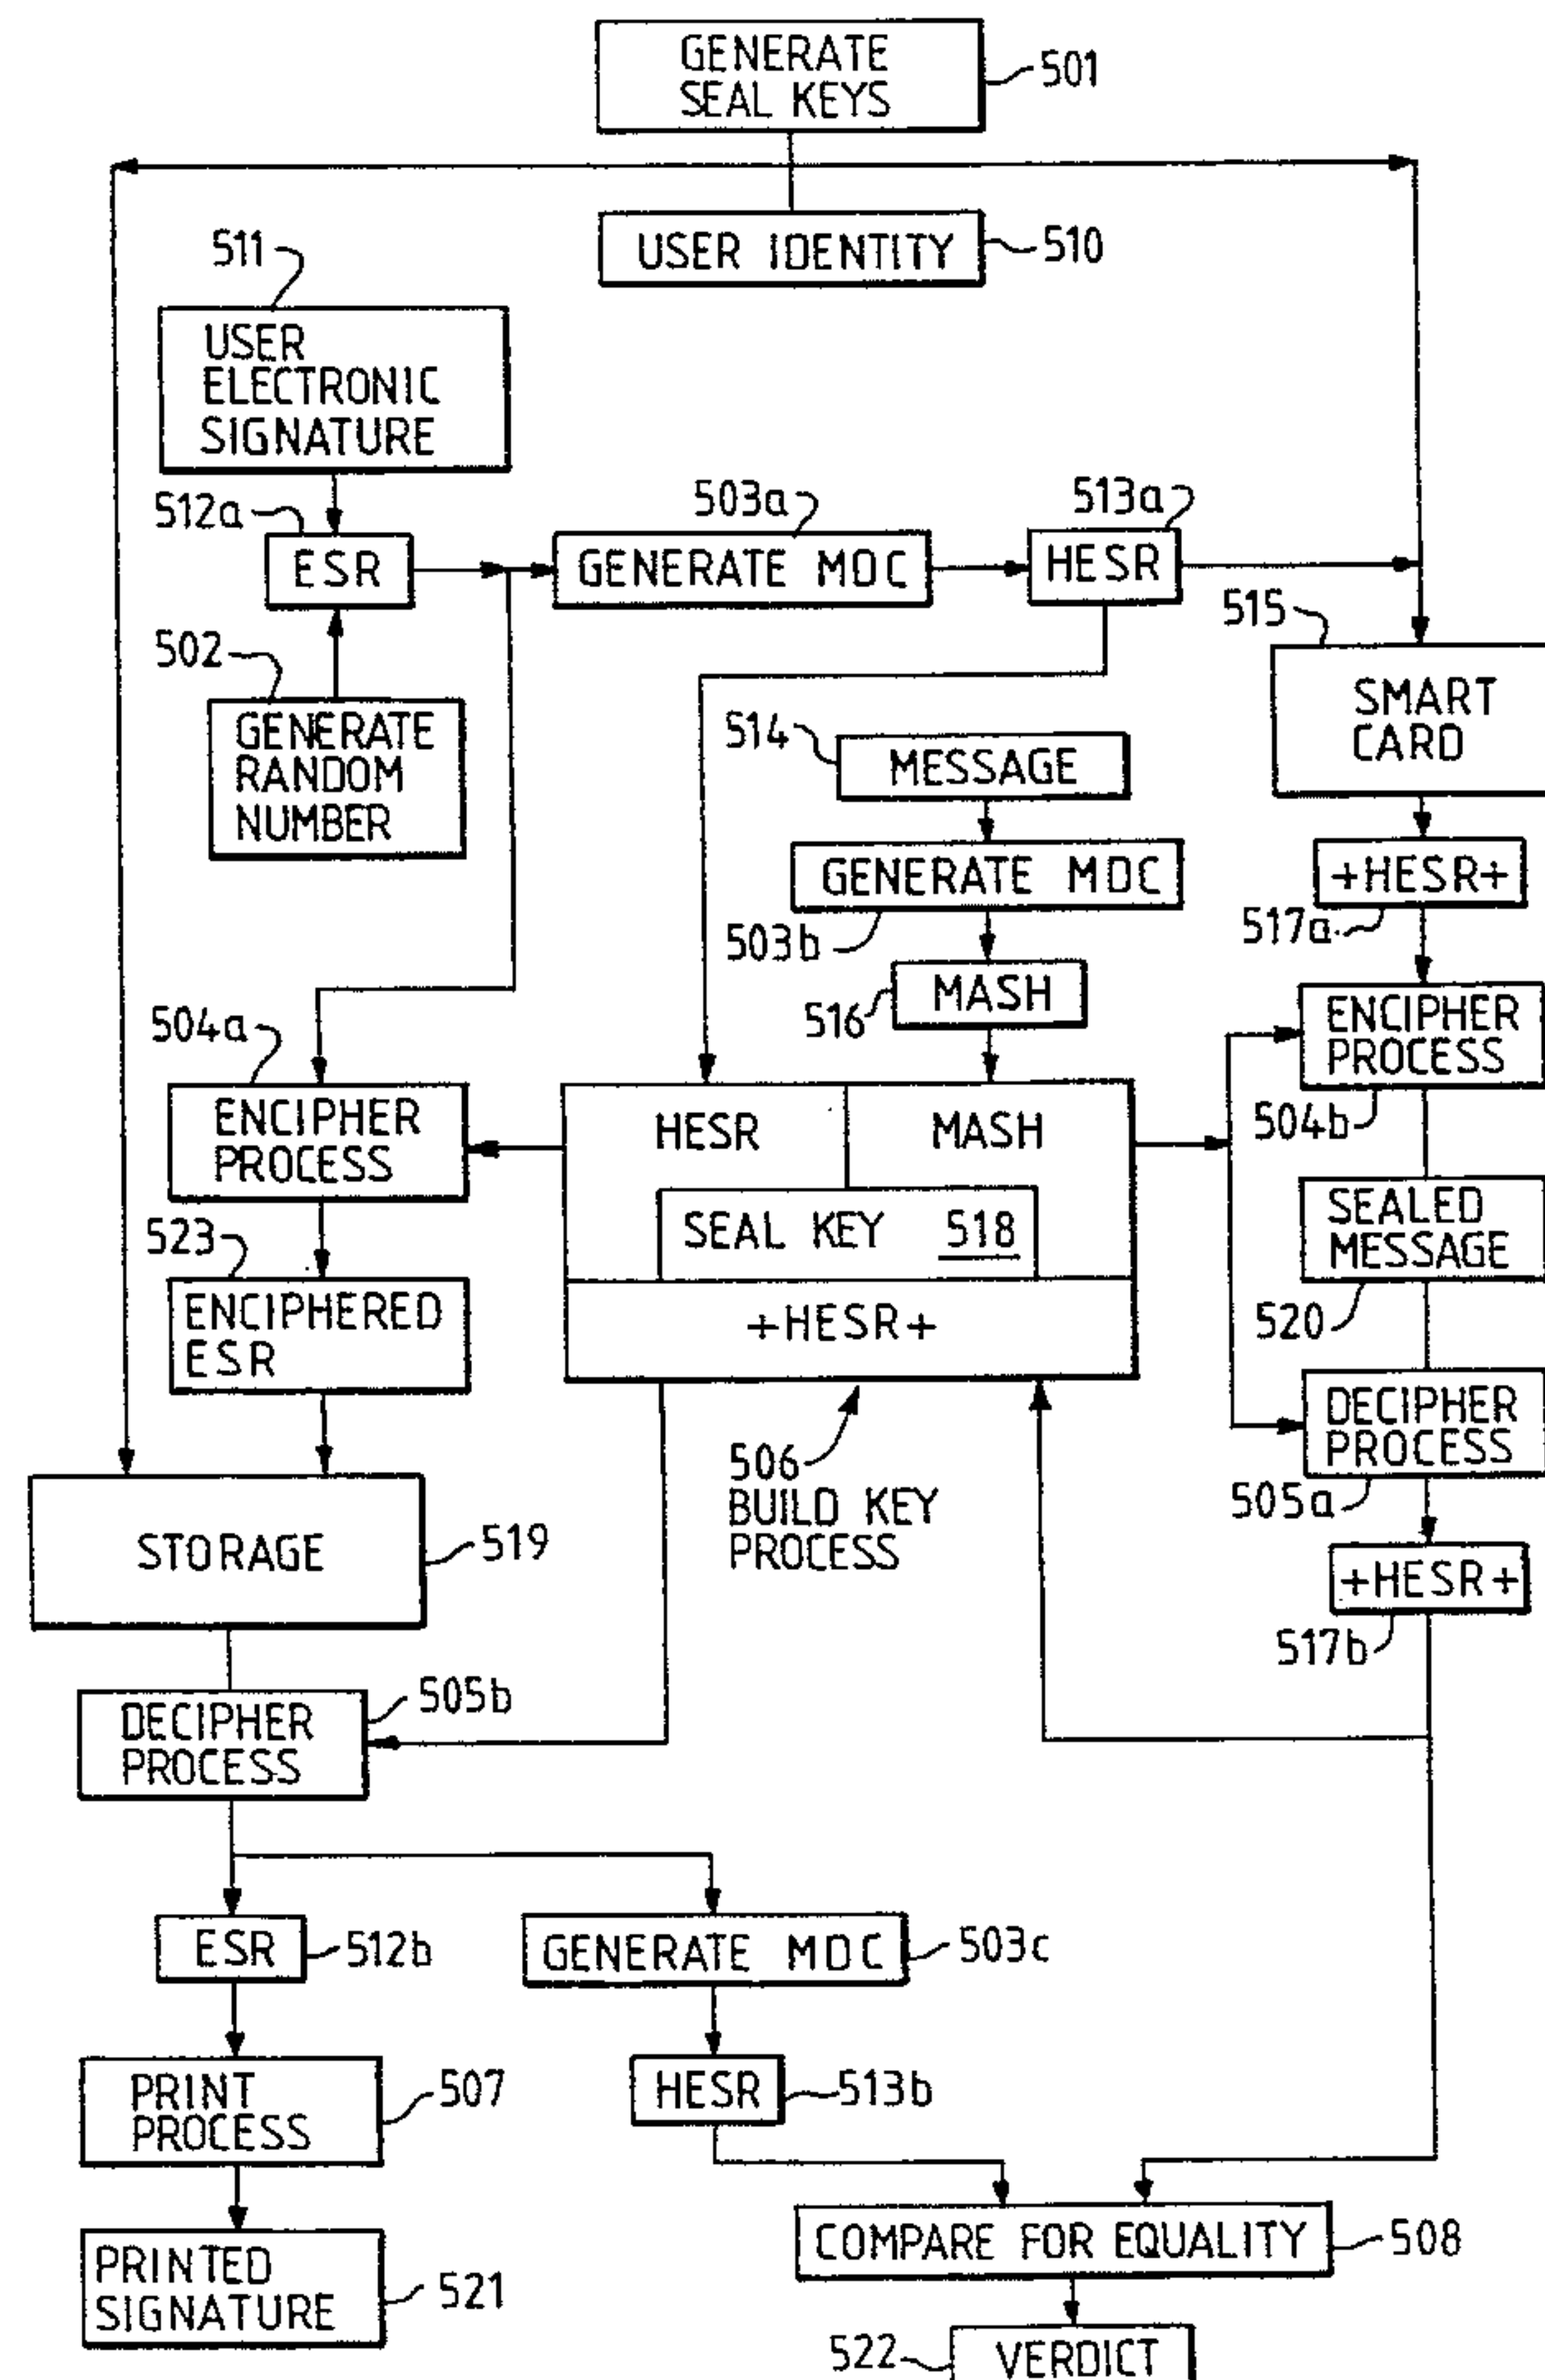 GENERATE
SEAL KEYS
501
USER IDENTITY
510
511
USER
ELECTRONIC
SIGNATURE
512a
ESR
503a
GENERATE MDC
513a
HESR
502
GENERATE
RANDOM
NUMBER
515
SMART
CARD
514
MESSAGE
GENERATE MDC
503b
+HESR+
517a
516
MASH
504a
ENCIPHER
PROCESS
HESR
MASH
SEAL KEY 518
+HESR+
ENCIPHER
PROCESS
504b
523
ENCIPHERED
ESR
SEALED
MESSAGE
520
506
BUILD KEY
PROCESS
DECIPHER
PROCESS
505a
STORAGE
519
+HESR+
517b
DECIPHER
PROCESS
505b
ESR
512b
GENERATE MDC
503c
PRINT
PROCESS
507
HESR
513b
PRINTED
SIGNATURE
521
COMPARE FOR EQUALITY
508
522
VERDICT